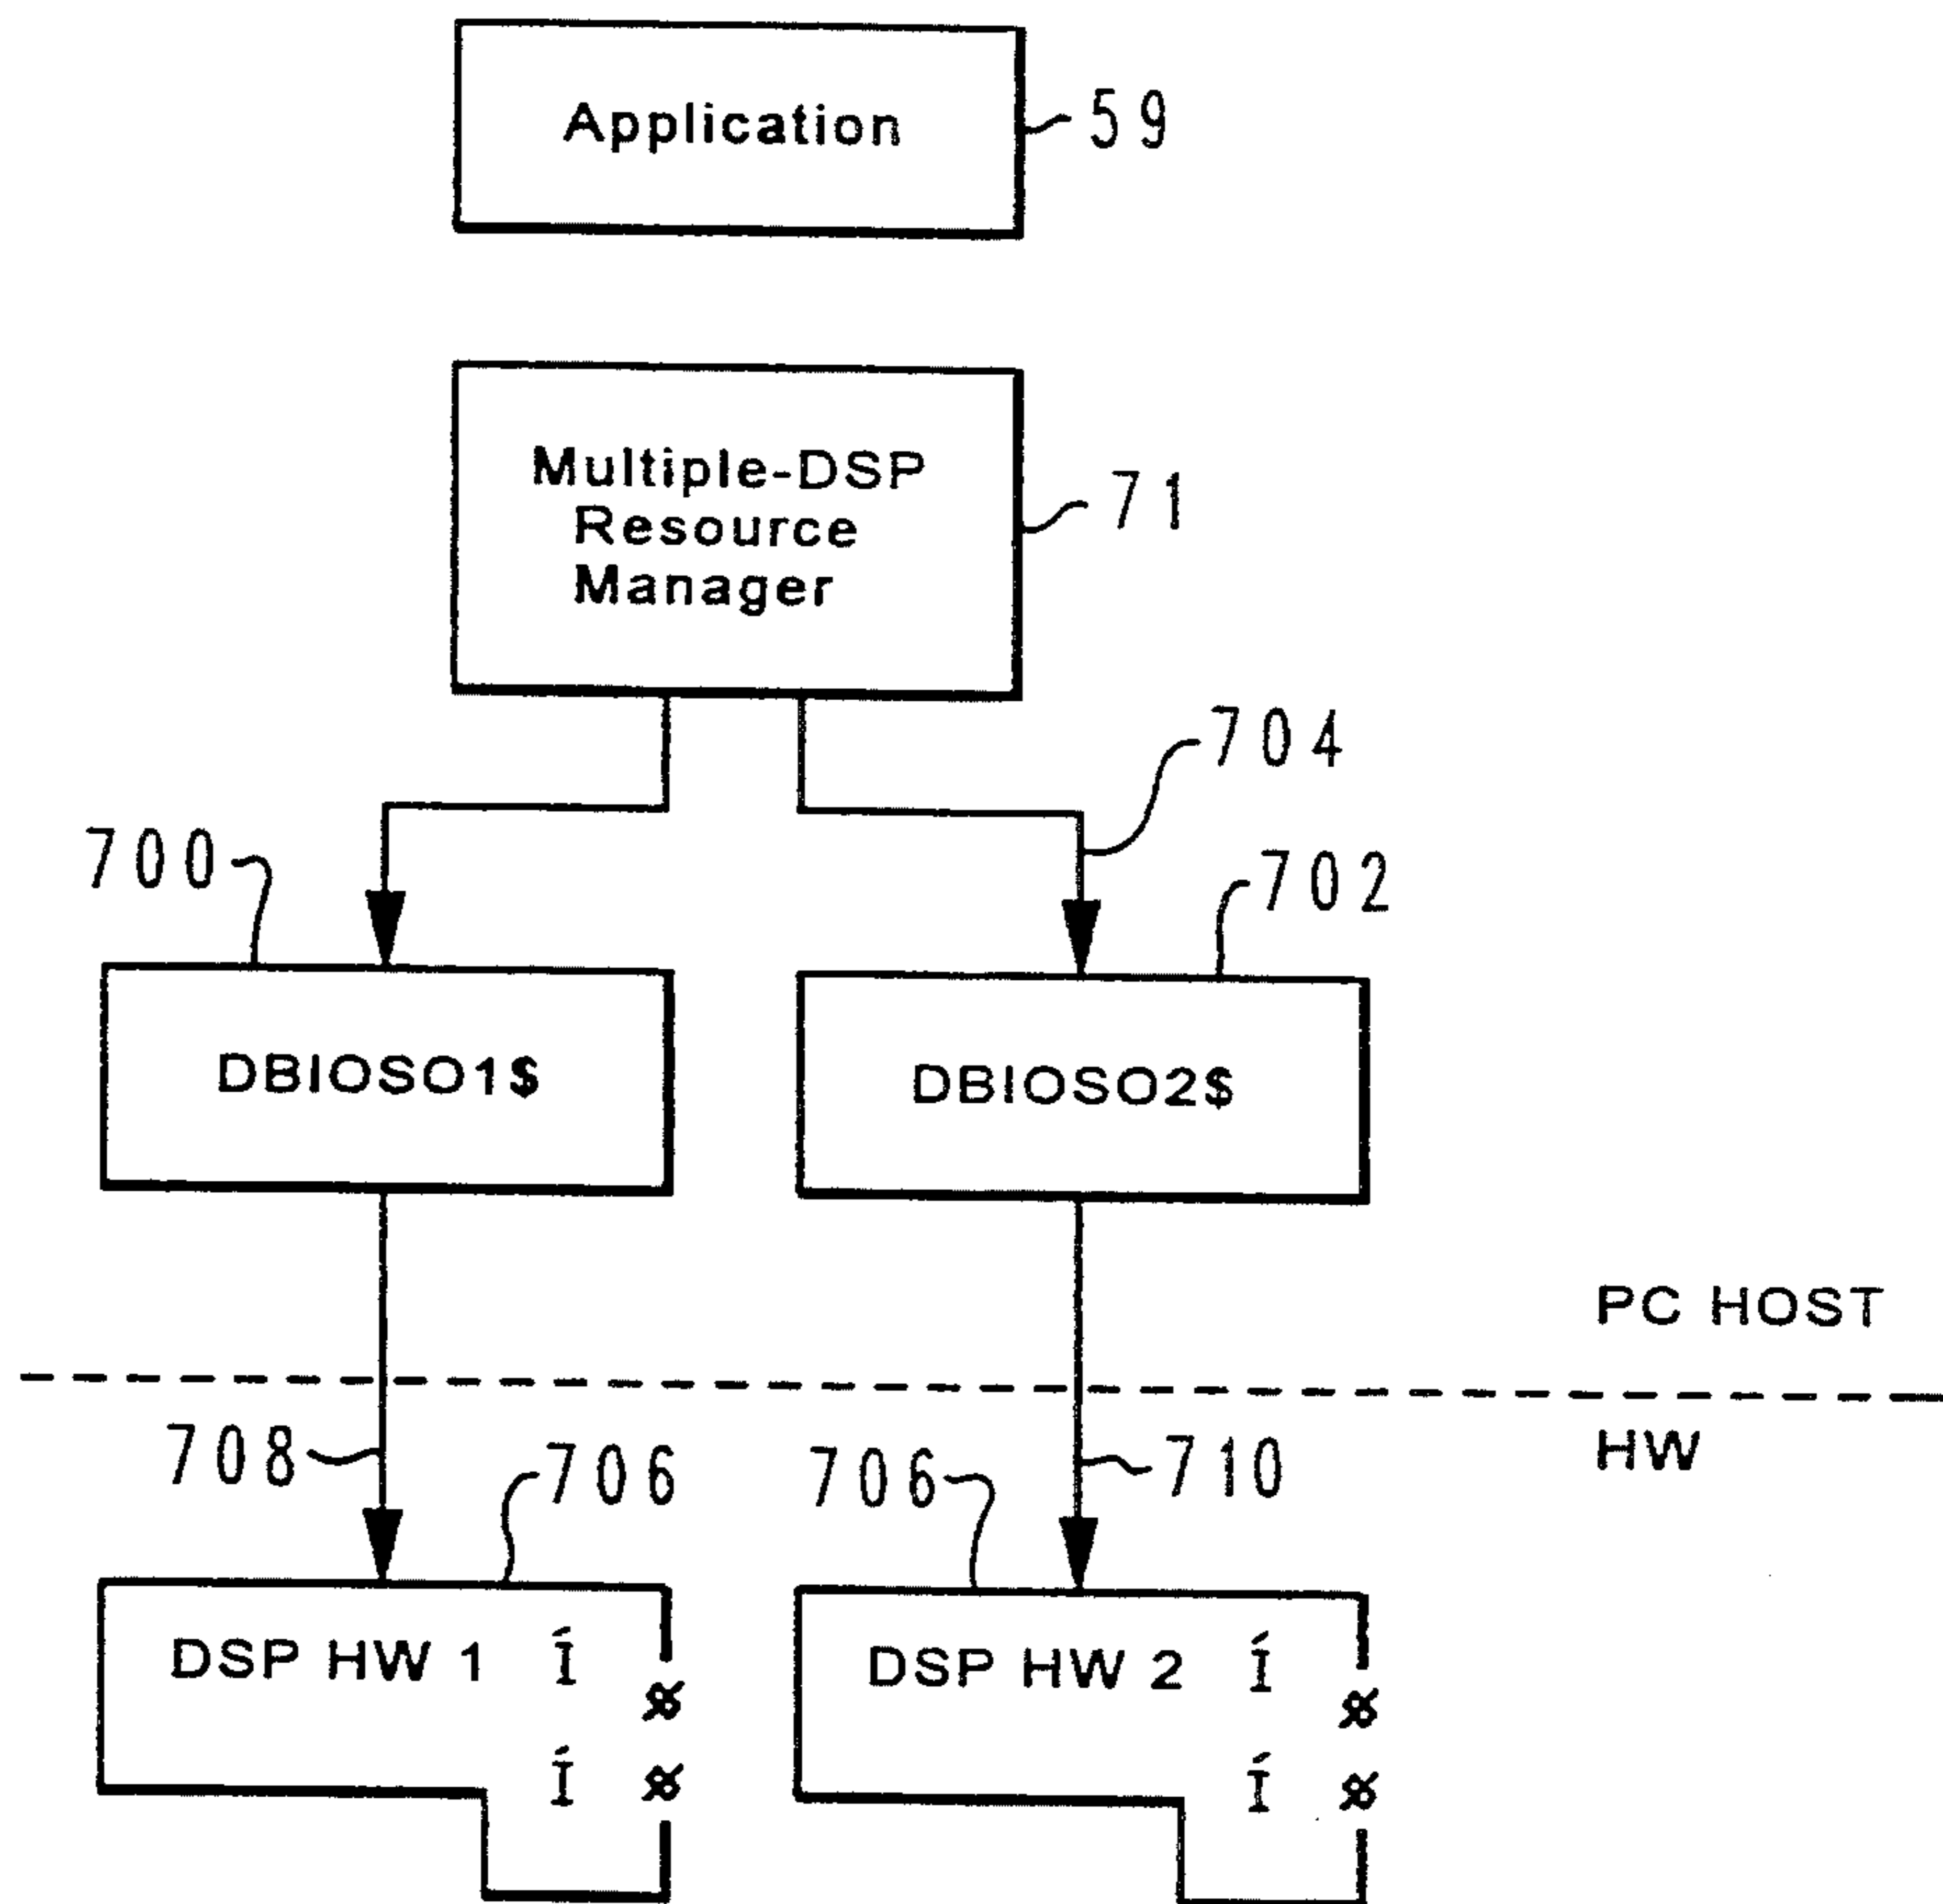 Application
59
Multiple-DSP
Resource
Manager
71
704
700
702
DBIOSO1$
DBIOSO2$
PC HOST
HW
708
706
706
710
DSP HW 1 Í
DSP HW 2 Í
Í
Í